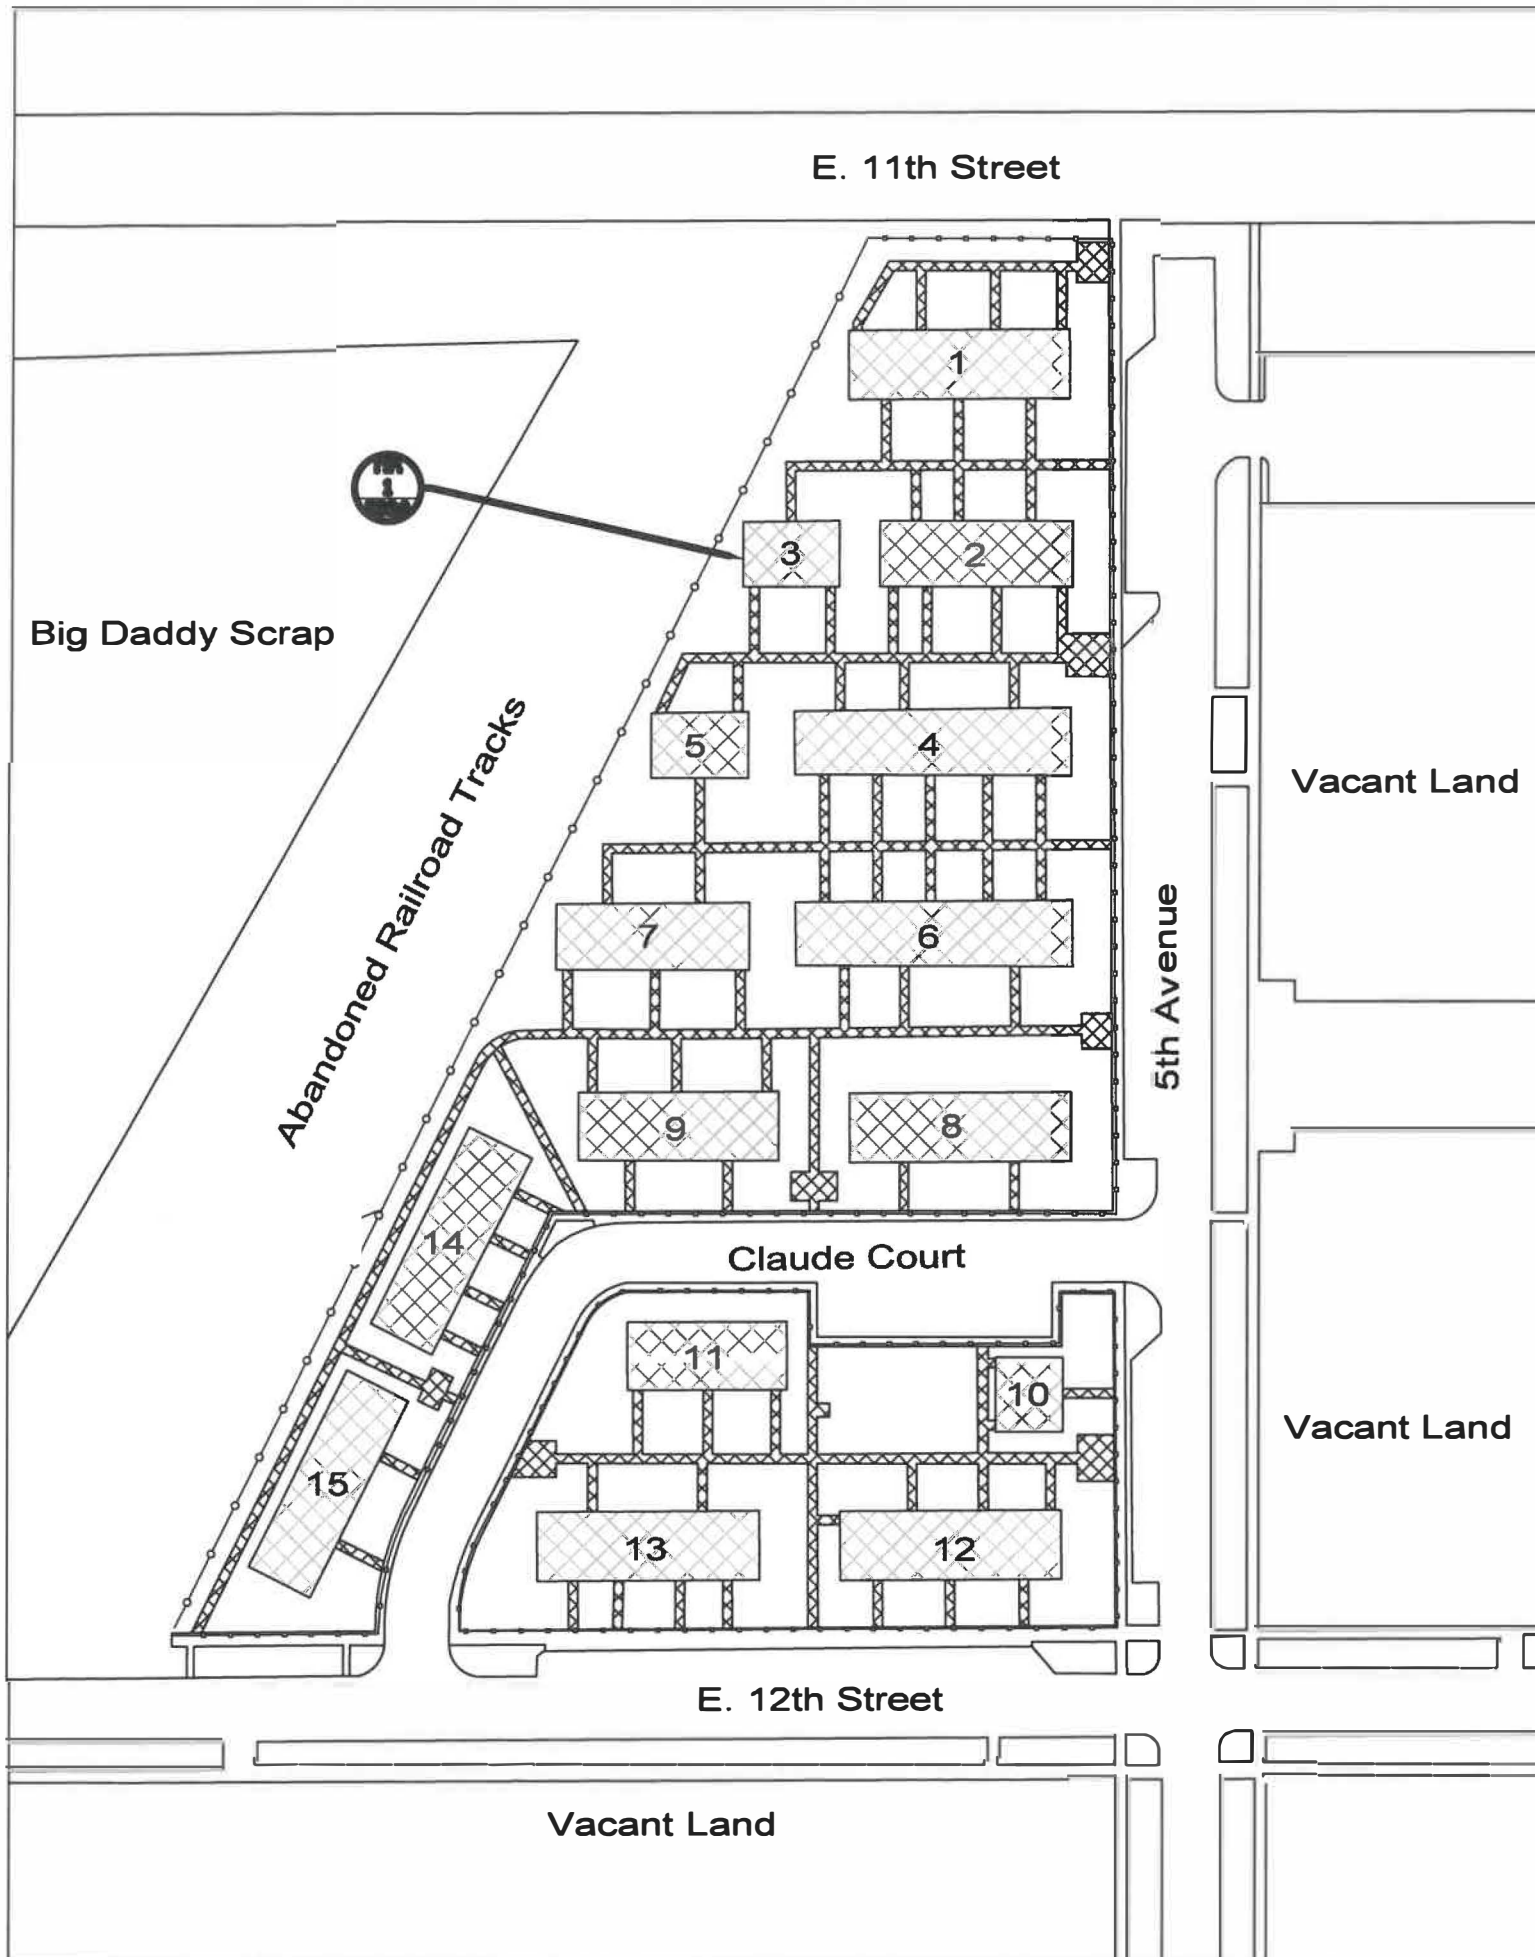 E. 11th Street
1
3
2
Big Daddy Scrap
5
4
Abandoned Railroad Tracks
Vacant Land
7
6
5th Avenue
9
8
14
Claude Court
11
10
15
Vacant Land
13
12
E. 12th Street
Vacant Land